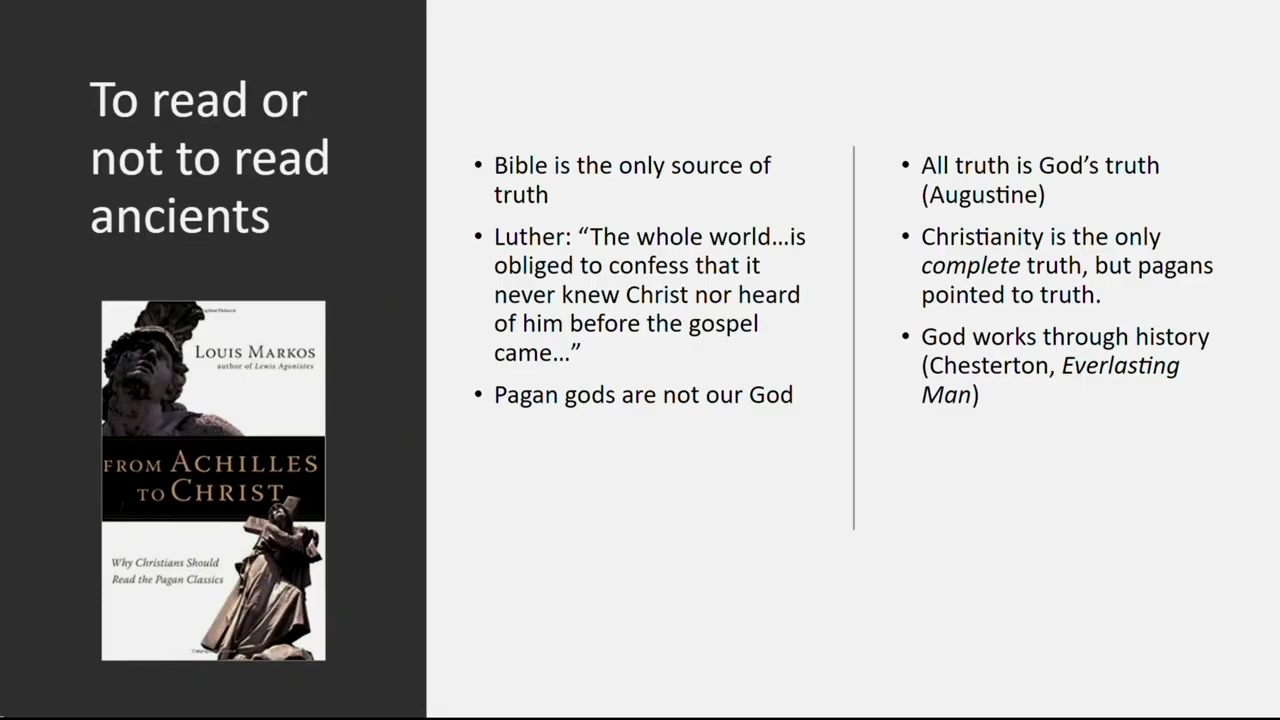 To read or
not to read
ancients
LOUIS MARKOS
author of Lewis Agonistes
FROM ACHILLES
TO CHRIST
Why Christians Should
Read the Pagan Classics
• Bible is the only source of
truth
• Luther: “The whole world…is
obliged to confess that it
never knew Christ nor heard
of him before the gospel
came…”
• Pagan gods are not our God
• All truth is God’s truth
(Augustine)
• Christianity is the only
complete truth, but pagans
pointed to truth.
• God works through history
(Chesterton, Everlasting
Man)